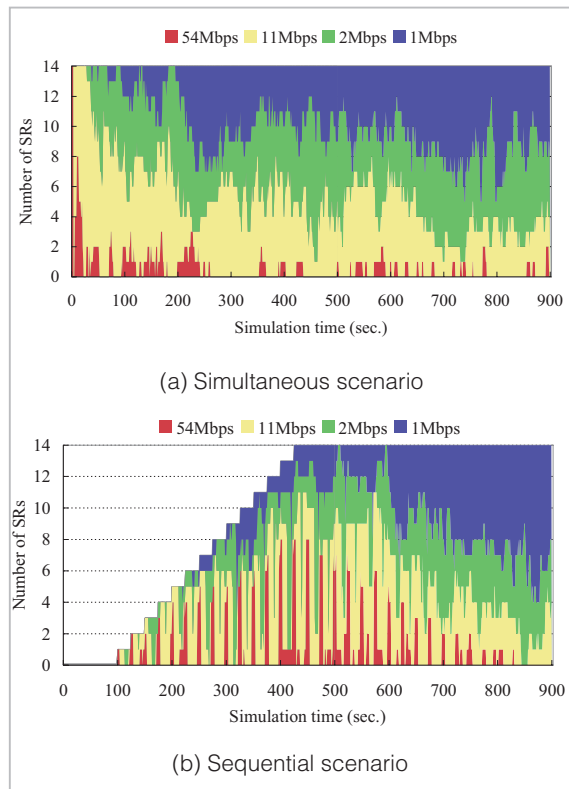 54Mbps 11Mbps 2Mbps 1Mbps
14
12
10
8
6
4
2
0
Number of SRs
0 100 200 300 400 500 600 700 800 900
Simulation time (sec.)
(a) Simultaneous scenario
54Mbps 11Mbps 2Mbps 1Mbps
14
12
10
8
6
4
2
0
Number of SRs
0 100 200 300 400 500 600 700 800 900
Simulation time (sec.)
(b) Sequential scenario